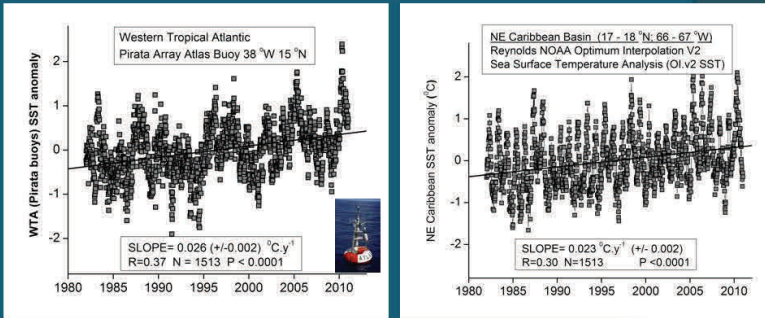 Western Tropical Atlantic
Pirata Array Atlas Buoy 38 °W 15 °N
WTA (Pirata buoys) SST anomaly
2
1
0
-1
-2
SLOPE= 0.026 (+/-0.002) °C.y⁻¹
R=0.37 N = 1513 P < 0.0001
1980 1985 1990 1995 2000 2005 2010
NE Caribbean Basin (17 - 18 °N; 66 - 67 °W)
Reynolds NOAA Optimum Interpolation V2
Sea Surface Temperature Analysis (OI.v2 SST)
NE Caribbean SST anomaly (°C)
2
1
0
-1
-2
SLOPE= 0.023 °C.y⁻¹ (+/- 0.002)
R=0.30 N=1513 P <0.0001
1980 1985 1990 1995 2000 2005 2010